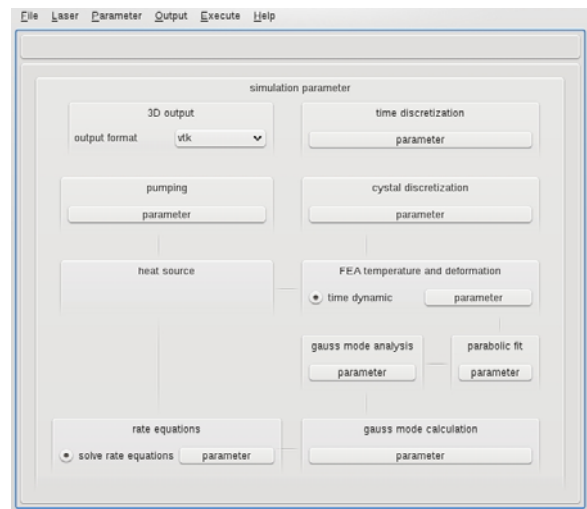 File Laser Parameter Output Execute Help
simulation parameter
3D output
output format vtk
time discretization
parameter
pumping
parameter
cystal discretization
parameter
heat source
FEA temperature and deformation
time dynamic parameter
gauss mode analysis
parameter
parabolic fit
parameter
rate equations
solve rate equations parameter
gauss mode calculation
parameter